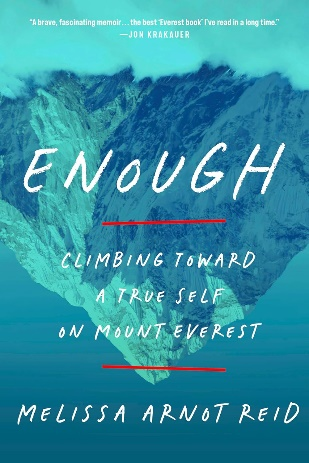 "A brave, fascinating memoir . . . the best 'Everest book' I've read in a long time."
—JON KRAKAUER
ENOUGH
CLIMBING TOWARD
A TRUE SELF
ON MOUNT EVEREST
MELISSA ARNOT REID